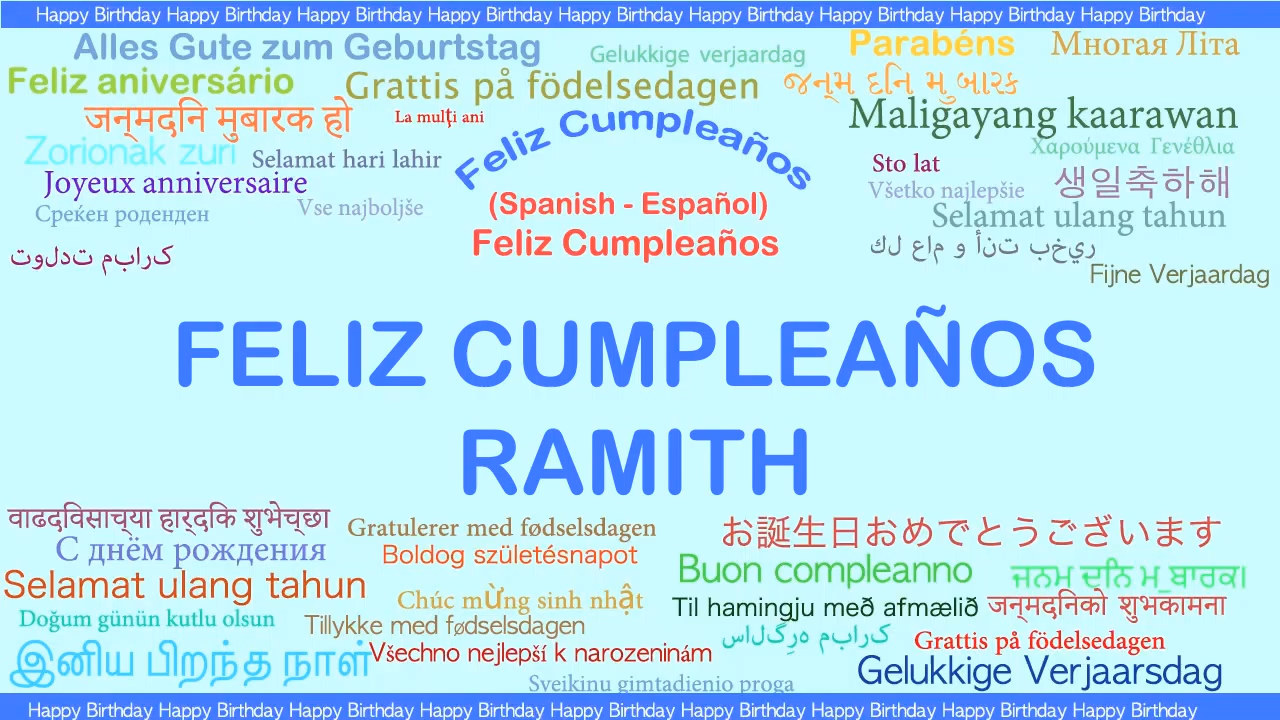 Happy Birthday Happy Birthday Happy Birthday Happy Birthday Happy Birthday Happy Birthday Happy Birthday Happy Birthday Happy Birthday
Alles Gute zum Geburtstag
Gelukkige verjaardag
Parabéns
Многая Літа
Feliz aniversário
Grattis på födelsedagen
જન્મ દનિ મુબારક
जन्मदनि मुबारक हो
La mulţi ani
Feliz Cumpleaños
Maligayang kaarawan
Zorionak zuri
Selamat hari lahir
Χαρούμενα Γενέθλια
Sto lat
Joyeux anniversaire
Všetko najlepšie
생일축하해
(Spanish - Español)
Срeќен роденден
Vse najboljše
Selamat ulang tahun
Feliz Cumpleaños
تولدت مبارک
كل عام و أنت بخير
Fijne Verjaardag
FELIZ CUMPLEAÑOS
RAMITH
वाढदविसाच्या हार्दकि शुभेच्छा
Gratulerer med fødselsdagen
お誕生日おめでとうございます
С днём рождения
Boldog születésnapot
Buon compleanno
ਜਨਮ ਦਨਿ ਮੁਬਾਰਕ।
Selamat ulang tahun
Chúc mừng sinh nhật
Til hamingju með afmælið
जन्मदनिको शुभकामना
Doğum günün kutlu olsun
Tillykke med fødselsdagen
سالگرہ مبارک
Grattis på födelsedagen
இனிய பிறந்த நாள்
Všechno nejlepší k narozeninám
Gelukkige Verjaarsdag
Sveikinu gimtadienio proga
Happy Birthday Happy Birthday Happy Birthday Happy Birthday Happy Birthday Happy Birthday Happy Birthday Happy Birthday Happy Birthday